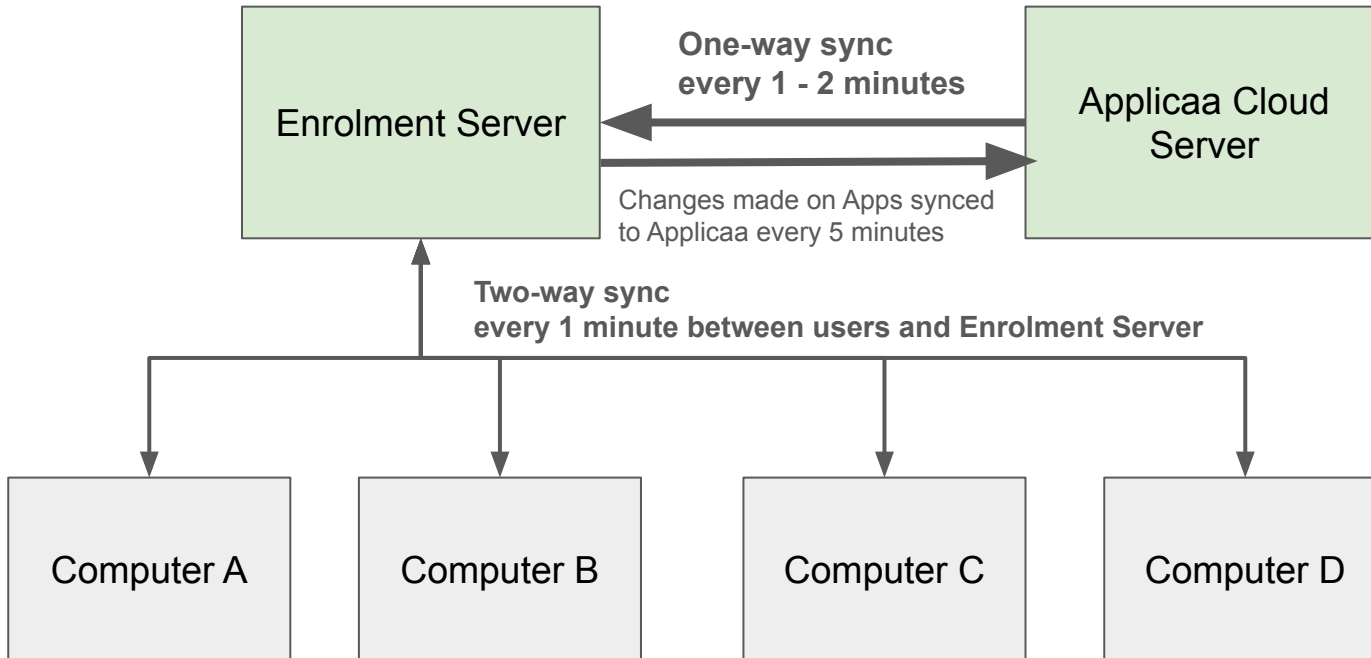 One-way sync
every 1 - 2 minutes
Enrolment Server
Applicaa Cloud
Server
Changes made on Apps synced
to Applicaa every 5 minutes
Two-way sync
every 1 minute between users and Enrolment Server
Computer A
Computer B
Computer C
Computer D